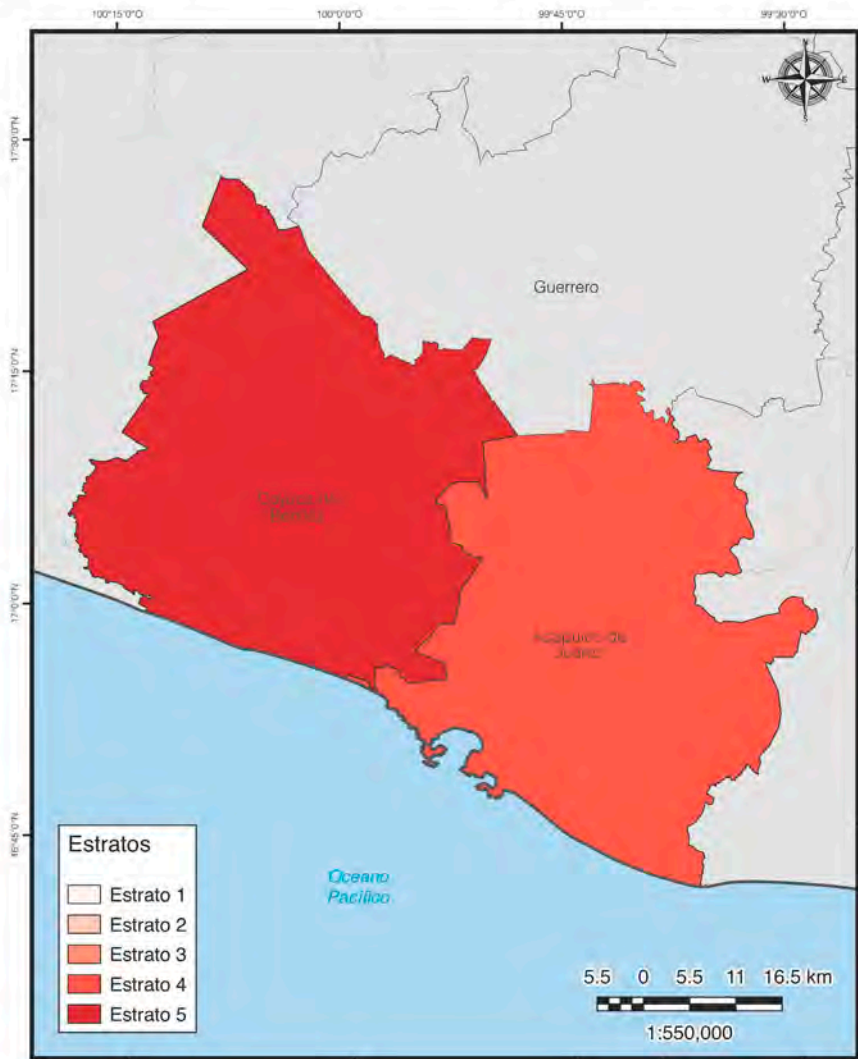 100°15'0"O 100°0'0"O 99°45'0"O 99°30'0"O
N
W E
S
17°30'0"N
17°15'0"N
17°0'0"N
16°45'0"N
Guerrero
Acapulco de
Juárez
Estratos
Estrato 1
Estrato 2
Estrato 3
Estrato 4
Estrato 5
Oceano
Pacífico
5.5 0 5.5 11 16.5 km
1:550,000